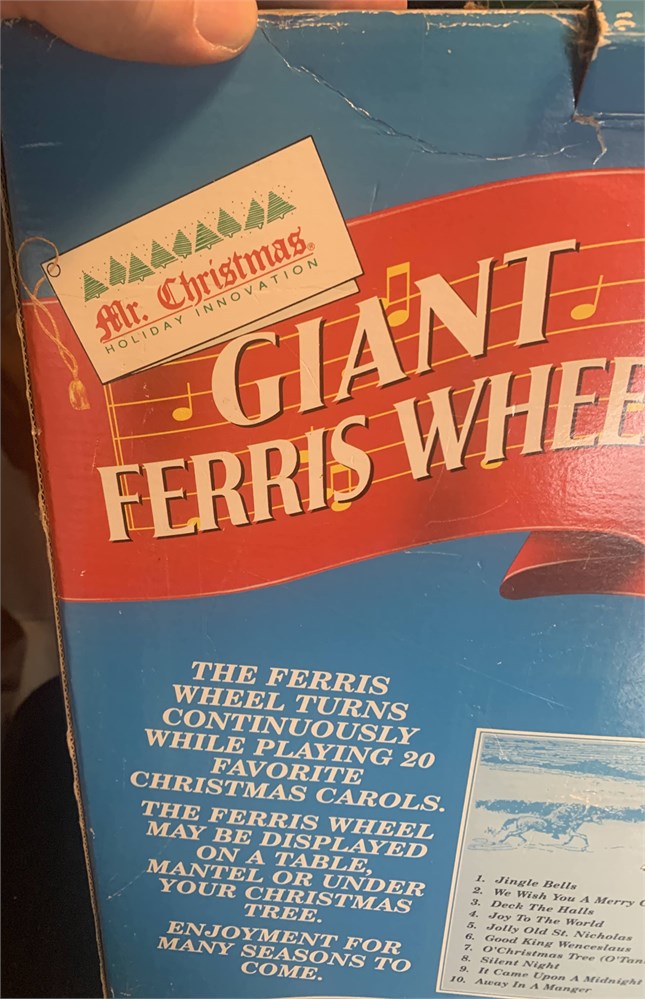 Mr. Christmas®
HOLIDAY INNOVATION
GIANT
FERRIS WHEE
THE FERRIS
WHEEL TURNS
CONTINUOUSLY
WHILE PLAYING 20
FAVORITE
CHRISTMAS CAROLS.
THE FERRIS WHEEL
MAY BE DISPLAYED
ON A TABLE,
MANTEL OR UNDER
YOUR CHRISTMAS
TREE.
ENJOYMENT FOR
MANY SEASONS TO
COME.
1. Jingle Bells
2. We Wish You A Merry
3. Deck The Halls
4. Joy To The World
5. Jolly Old St. Nicholas
6. Good King Wenceslaus
7. O'Christmas Tree (O'Tan
8. Silent Night
9. It Came Upon A Midnight
10. Away In A Manger